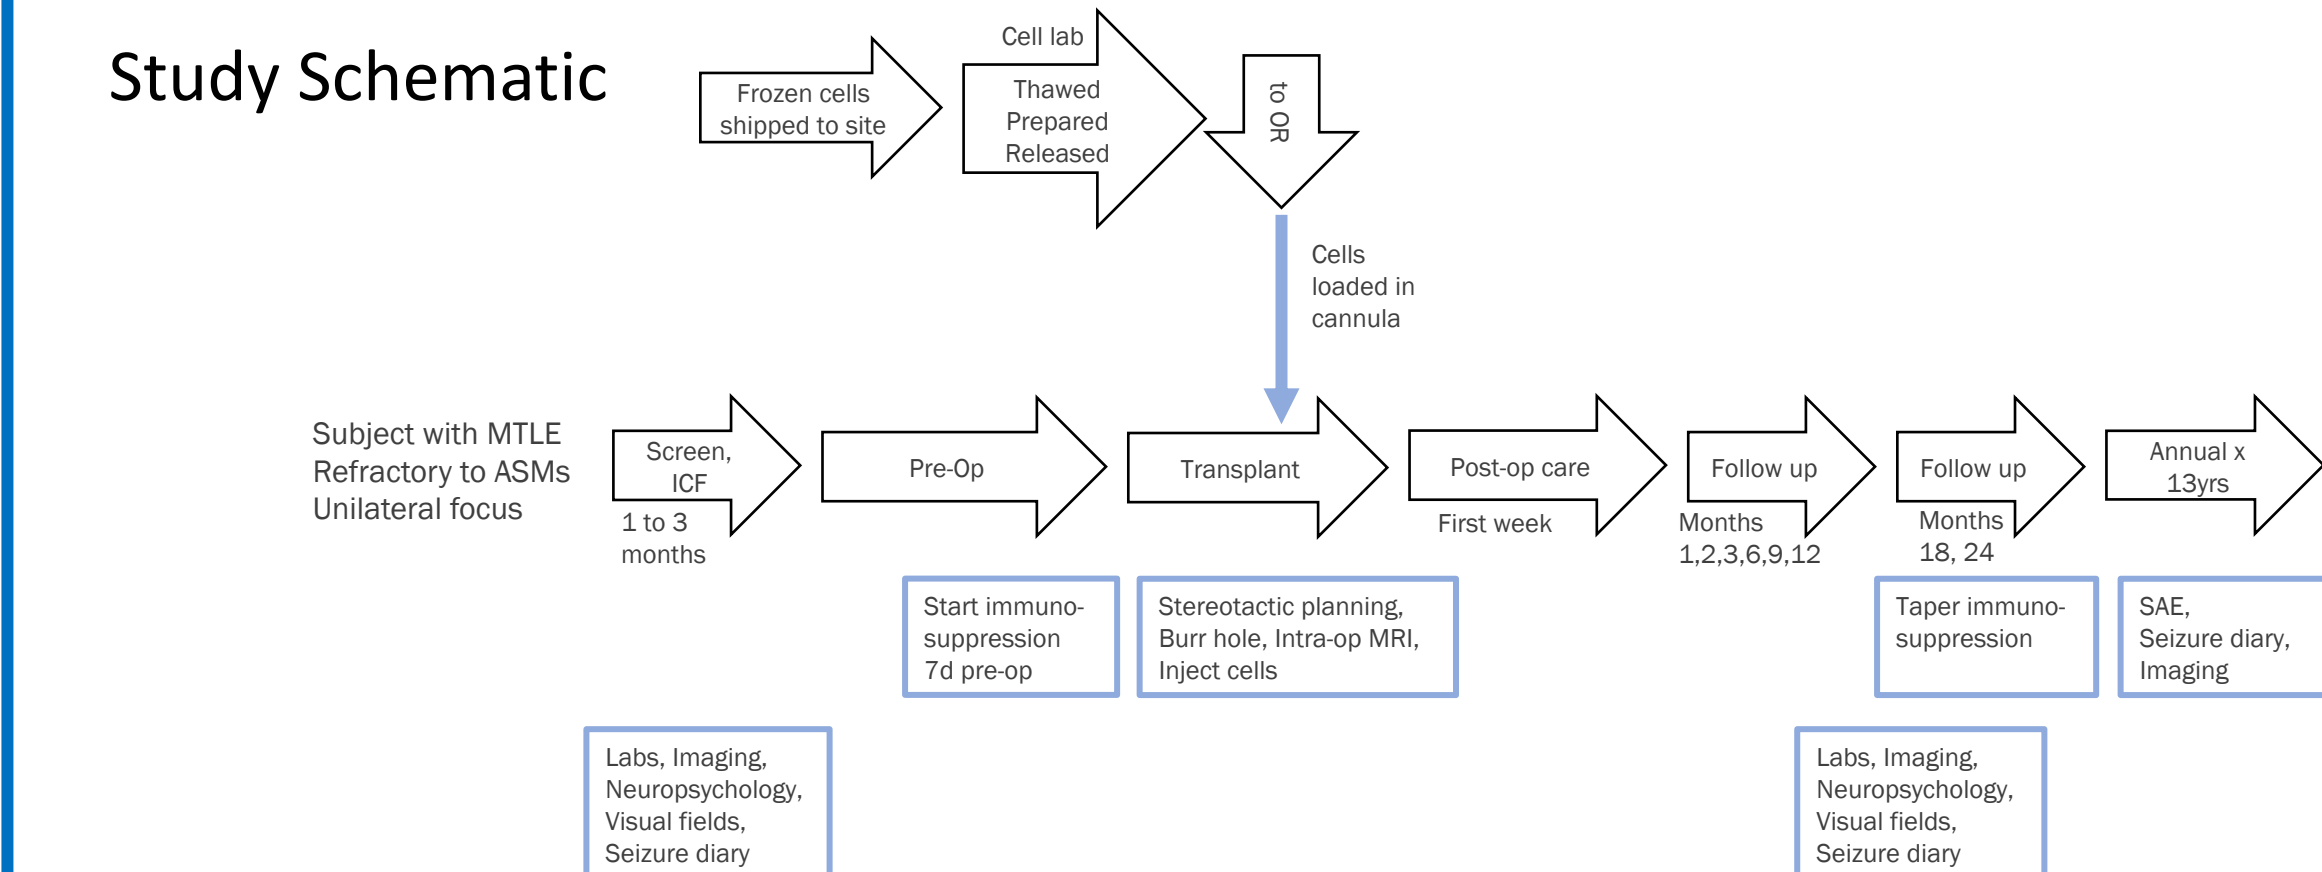 Study Schematic
Frozen cells
shipped to site
Cell lab
Thawed
Prepared
Released
to OR
Cells
loaded in
cannula
Subject with MTLE
Refractory to ASMs
Unilateral focus
Screen,
ICF
1 to 3
months
Pre-Op
Transplant
Post-op care
First week
Follow up
Months
1,2,3,6,9,12
Follow up
Months
18, 24
Annual x
13yrs
Start immuno-
suppression
7d pre-op
Stereotactic planning,
Burr hole, Intra-op MRI,
Inject cells
Taper immuno-
suppression
SAE,
Seizure diary,
Imaging
Labs, Imaging,
Neuropsychology,
Visual fields,
Seizure diary
Labs, Imaging,
Neuropsychology,
Visual fields,
Seizure diary